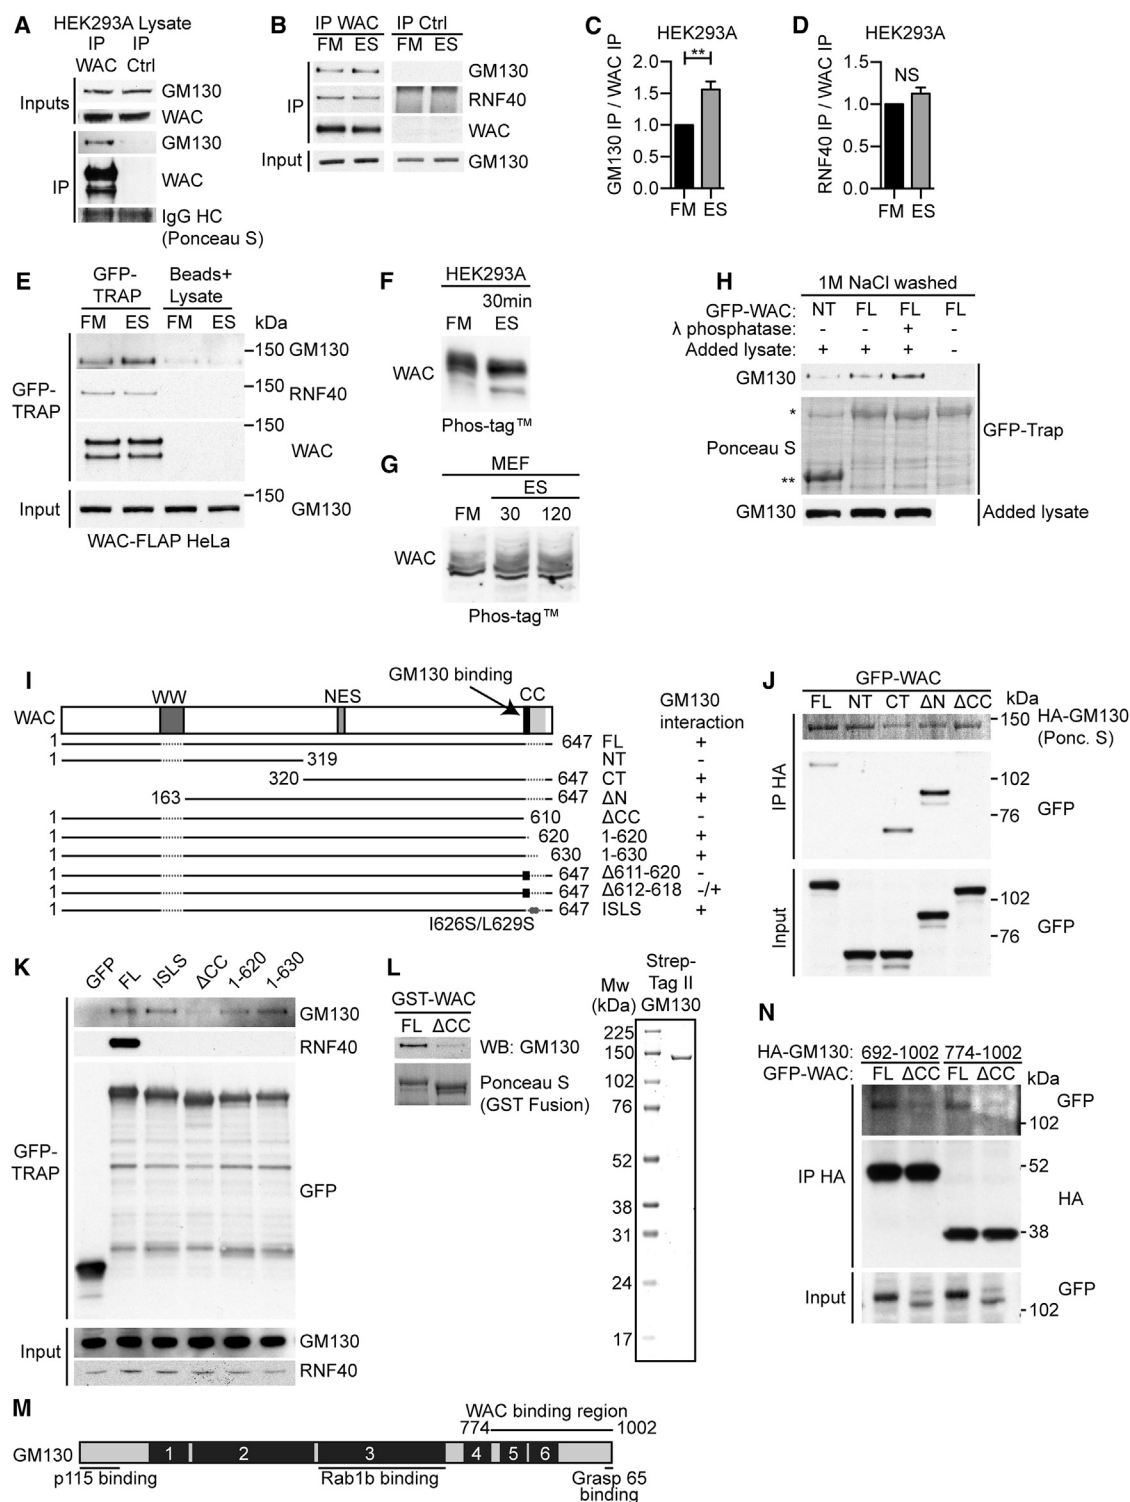 A
HEK293A Lysate
IP WAC
IP Ctrl
Inputs
GM130
WAC
GM130
IP
WAC
IgG HC
(Ponceau S)
B
IP WAC
IP Ctrl
FM ES FM ES
GM130
IP
RNF40
WAC
Input
GM130
C
HEK293A
**
GM130 IP / WAC IP
2.0
1.5
1.0
0.5
0.0
FM ES
D
HEK293A
NS
RNF40 IP / WAC IP
1.5
1.0
0.5
0.0
FM ES
E
GFP-TRAP
Beads+
Lysate
FM ES FM ES
kDa
150
GM130
GFP-
TRAP
150
RNF40
150
WAC
150
Input
GM130
WAC-FLAP HeLa
F
HEK293A
30min
FM ES
WAC
Phos-tag™
G
MEF
ES
FM 30 120
WAC
Phos-tag™
H
1M NaCl washed
GFP-WAC: NT FL FL FL
λ phosphatase: - - + -
Added lysate: + + + -
GM130
*
Ponceau S
**
GFP-Trap
GM130
Added lysate
I
GM130 binding
WW
NES
CC
WAC
GM130
interaction
1 647 FL +
1 319 NT -
320 647 CT +
163 647 ΔN +
1 610 ΔCC -
1 620 1-620 +
1 630 1-630 +
1 647 Δ611-620 -
1 647 Δ612-618 -/+
1 647 ISLS +
I626S/L629S
J
GFP-WAC
FL NT CT ΔN ΔCC
kDa
150
HA-GM130
(Ponc. S)
IP HA
102
GFP
76
Input
102
GFP
76
K
GFP FL ISLS ΔCC 1-620 1-630
GM130
RNF40
GFP-
TRAP
GFP
Input
GM130
RNF40
L
GST-WAC
FL ΔCC
WB: GM130
Ponceau S
(GST Fusion)
Mw
(kDa)
Strep-
Tag II
GM130
225
150
102
76
52
38
31
24
17
N
HA-GM130: 692-1002 774-1002
GFP-WAC: FL ΔCC FL ΔCC
kDa
GFP
102
IP HA
52
HA
38
Input
GFP
102
M
WAC binding region
774 1002
GM130
1 2 3 4 5 6
p115 binding
Rab1b binding
Grasp 65
binding